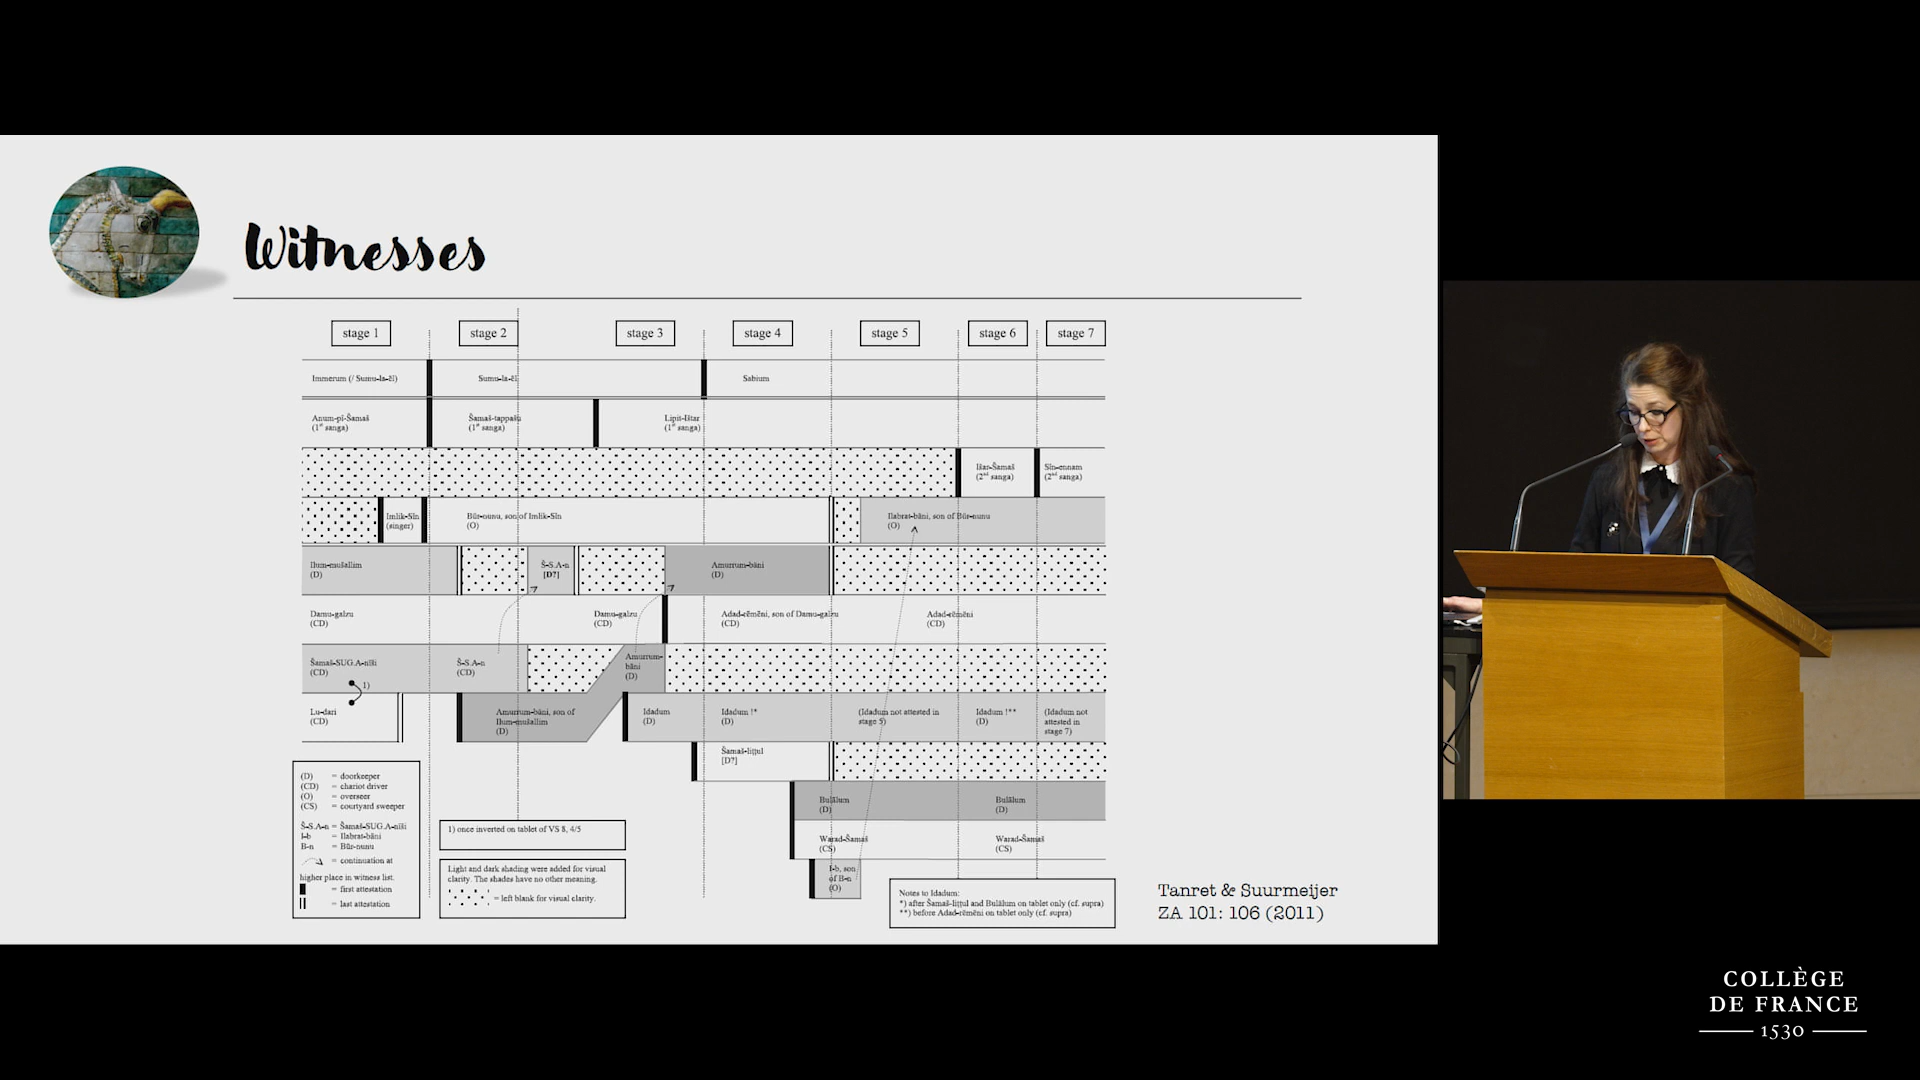 Witnesses
stage 1
stage 2
stage 3
stage 4
stage 5
stage 6
stage 7
Immerum (/ Sumu-la-ēl)
Sumu-la-ēl
Sabium
Anum-pī-Šamaš
(1st sanga)
Šamaš-tappašu
(1st sanga)
Lipit-Ištar
(1st sanga)
Išar-Šamaš
(2nd sanga)
Sîn-ennam
(2nd sanga)
Imlik-Sîn
(singer)
Būr-nunu, son of Imlik-Sîn
(O)
Ilabrat-bāni, son of Būr-nunu
(O)
Ilum-mušallim
(D)
Š-S.A-n
[D?]
Amurrum-bāni
(D)
Damu-galzu
(CD)
Damu-galzu
(CD)
Adad-rēmēni, son of Damu-galzu
(CD)
Adad-rēmēni
(CD)
Šamaš-SUG.A-nīši
(CD)
Š-S.A-n
(CD)
Amurrum-
bāni
(D)
1)
Lu-dari
(CD)
Amurrum-bāni, son of
Ilum-mušallim
(D)
Idadum
(D)
Idadum !*
(D)
(Idadum not attested in
stage 5)
Idadum !**
(D)
(Idadum not
attested in
stage 7)
Šamaš-liṭṭul
[D?]
Bulālum
(D)
Bulālum
(D)
Warad-Šamaš
(CS)
Warad-Šamaš
(CS)
I-b, son
of B-n
(O)
(D) = doorkeeper
(CD) = chariot driver
(O) = overseer
(CS) = courtyard sweeper
Š-S.A-n = Šamaš-SUG.A-nīši
I-b = Ilabrat-bāni
B-n = Būr-nunu
= continuation at
higher place in witness list.
= first attestation
= last attestation
1) once inverted on tablet of VS 8, 4/5
Light and dark shading were added for visual
clarity. The shades have no other meaning.
= left blank for visual clarity.
Notes to Idadum:
*) after Šamaš-liṭṭul and Bulālum on tablet only (cf. supra)
**) before Adad-rēmēni on tablet only (cf. supra)
Tanret & Suurmeijer
ZA 101: 106 (2011)
COLLÈGE
DE FRANCE
1530